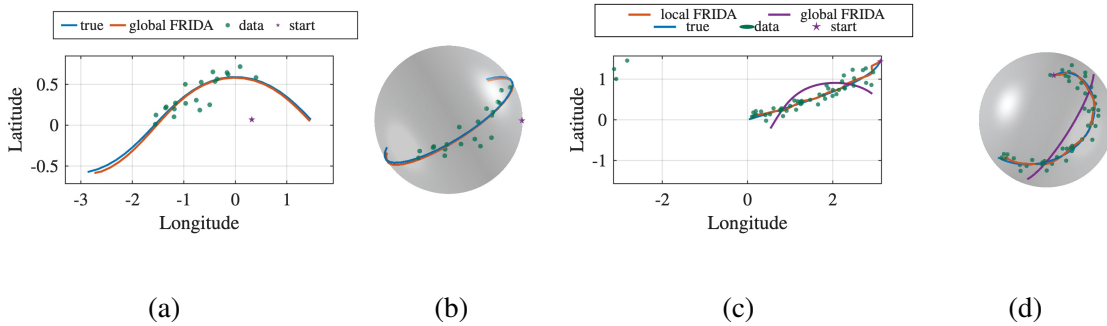 true global FRIDA data start
Latitude
0.5
0
-0.5
-3 -2 -1 0 1
Longitude
local FRIDA global FRIDA
true data start
Latitude
1
0
-1
-2 0 2
Longitude
(a) (b) (c) (d)